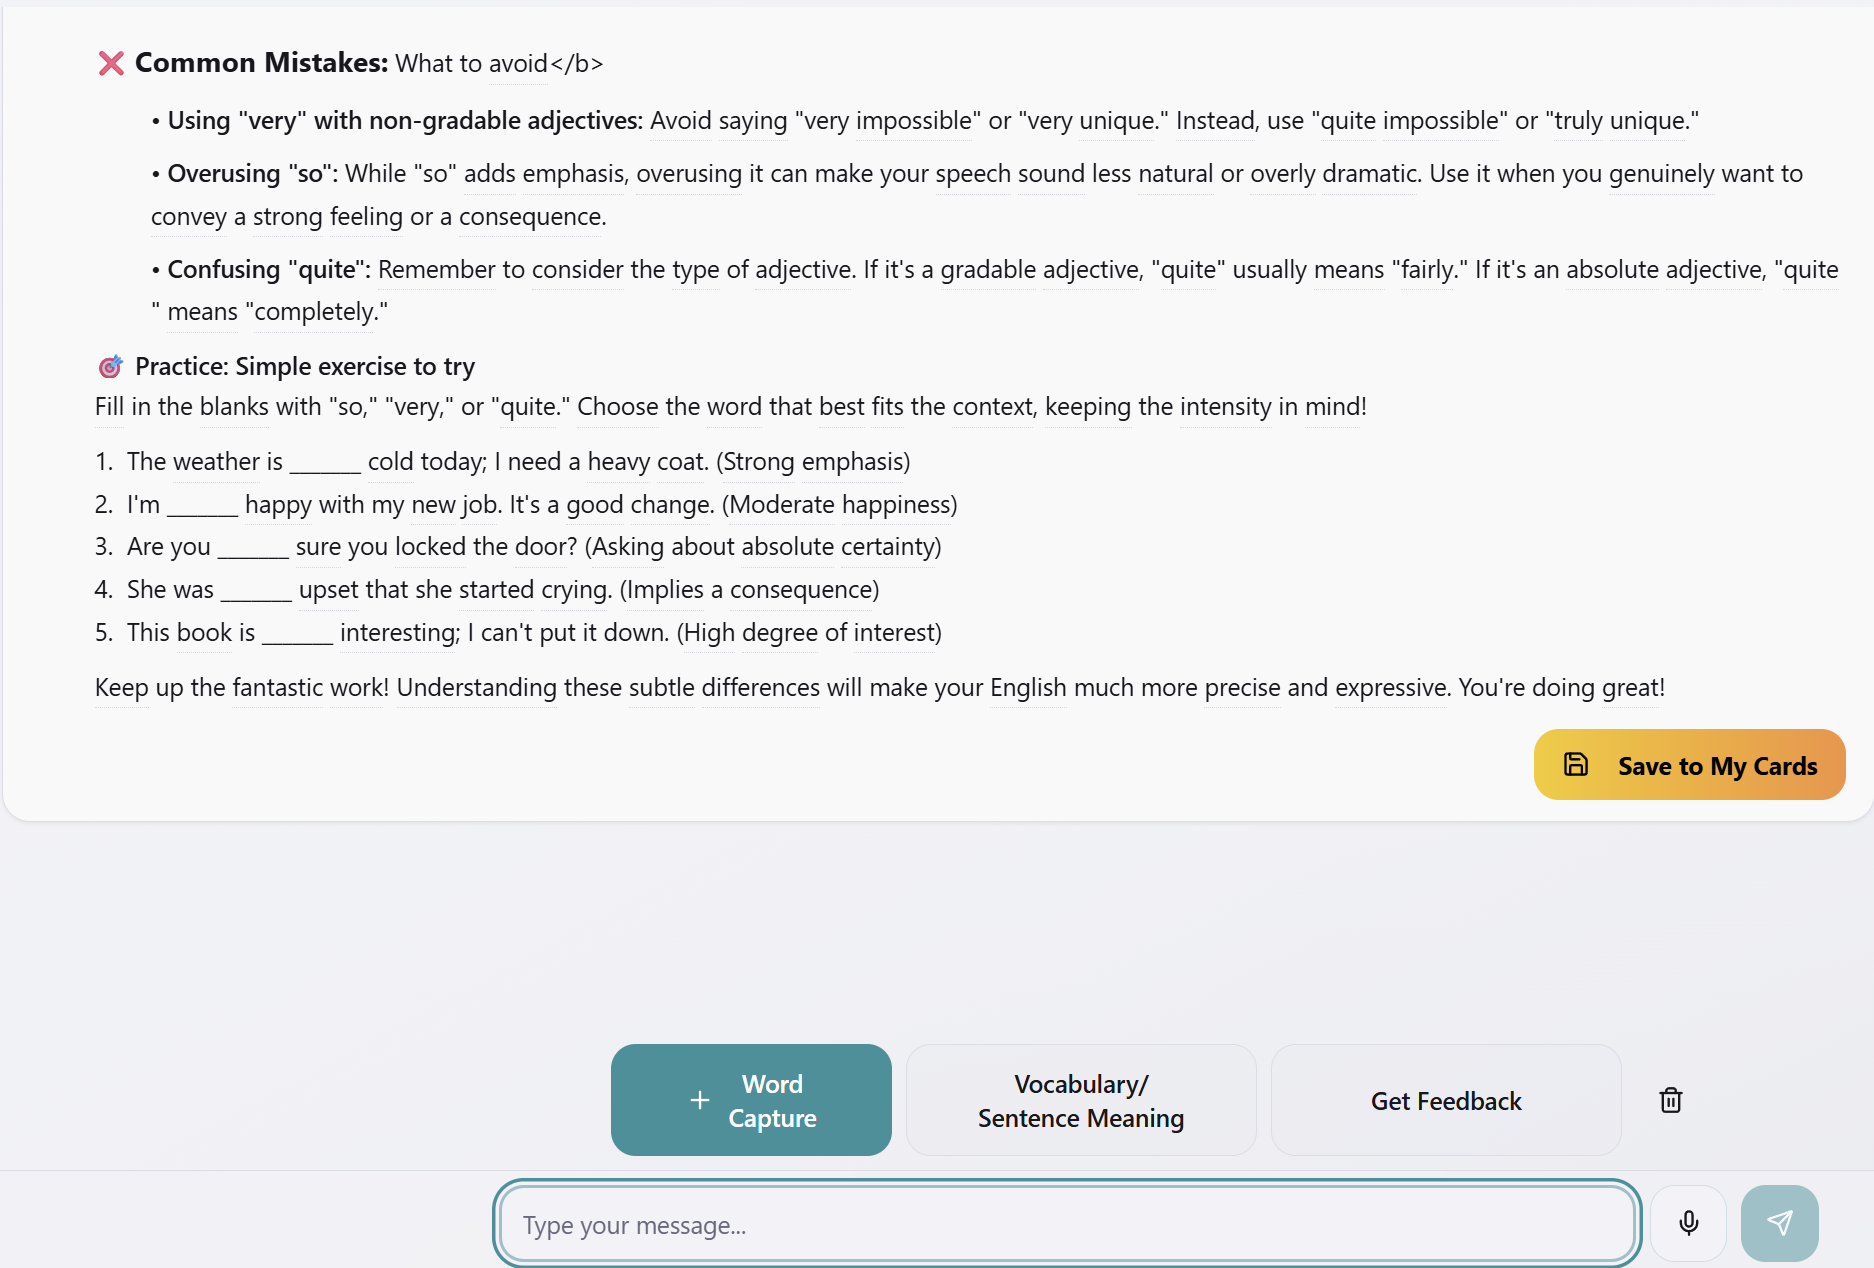 ❌ Common Mistakes: What to avoid</b>
• Using "very" with non-gradable adjectives: Avoid saying "very impossible" or "very unique." Instead, use "quite impossible" or "truly unique."
• Overusing "so": While "so" adds emphasis, overusing it can make your speech sound less natural or overly dramatic. Use it when you genuinely want to
convey a strong feeling or a consequence.
• Confusing "quite": Remember to consider the type of adjective. If it's a gradable adjective, "quite" usually means "fairly." If it's an absolute adjective, "quite
" means "completely."
🎯 Practice: Simple exercise to try
Fill in the blanks with "so," "very," or "quite." Choose the word that best fits the context, keeping the intensity in mind!
1. The weather is _______ cold today; I need a heavy coat. (Strong emphasis)
2. I'm _______ happy with my new job. It's a good change. (Moderate happiness)
3. Are you _______ sure you locked the door? (Asking about absolute certainty)
4. She was _______ upset that she started crying. (Implies a consequence)
5. This book is _______ interesting; I can't put it down. (High degree of interest)
Keep up the fantastic work! Understanding these subtle differences will make your English much more precise and expressive. You're doing great!
Save to My Cards
Word
Capture
Vocabulary/
Sentence Meaning
Get Feedback
Type your message...